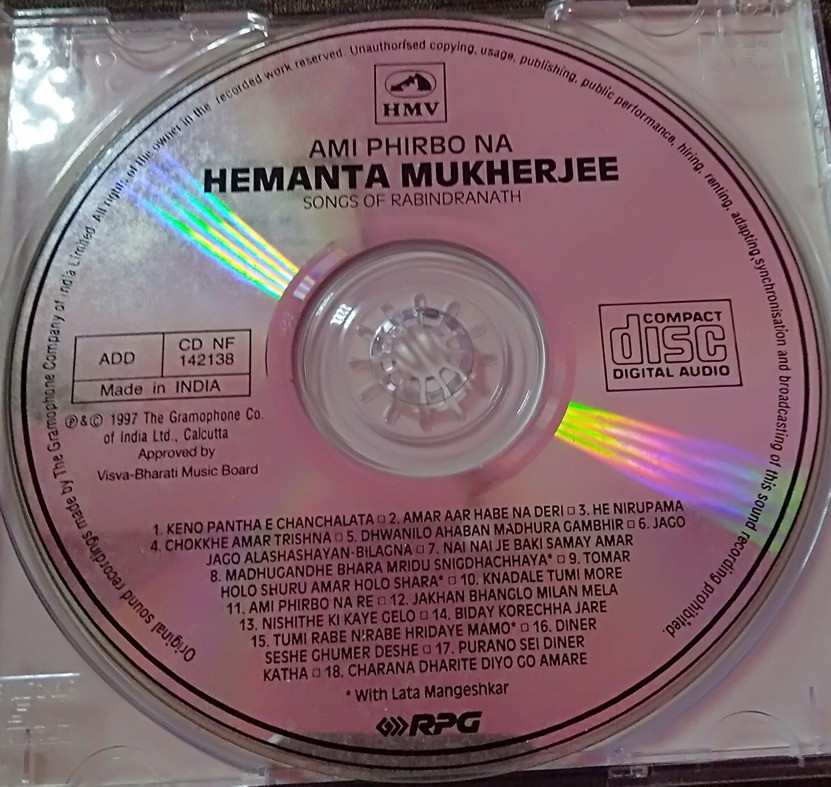 Original sound recordings made by The Gramophone Company of India Limited. All rights of the owner in the recorded work reserved. Unauthorised copying, usage, publishing, public performance, hiring, renting, adapting, synchronisation and broadcasting of this sound recording prohibited.
HMV
AMI PHIRBO NA
HEMANTA MUKHERJEE
SONGS OF RABINDRANATH
ADD
CD NF
142138
Made in INDIA
COMPACT
disc
DIGITAL AUDIO
℗&© 1997 The Gramophone Co.
of India Ltd., Calcutta
Approved by
Visva-Bharati Music Board
1. KENO PANTHA E CHANCHALATA □ 2. AMAR AAR HABE NA DERI □ 3. HE NIRUPAMA
4. CHOKKHE AMAR TRISHNA □ 5. DHWANILO AHABAN MADHURA GAMBHIR □ 6. JAGO
JAGO ALASHASHAYAN-BILAGNA □ 7. NAI NAI JE BAKI SAMAY AMAR
8. MADHUGANDHE BHARA MRIDU SNIGDHACHHAYA* □ 9. TOMAR
HOLO SHURU AMAR HOLO SHARA* □ 10. KNADALE TUMI MORE
11. AMI PHIRBO NA RE □ 12. JAKHAN BHANGLO MILAN MELA
13. NISHITHE KI KAYE GELO □ 14. BIDAY KORECHHA JARE
15. TUMI RABE NIRABE HRIDAYE MAMO* □ 16. DINER
SESHE GHUMER DESHE □ 17. PURANO SEI DINER
KATHA □ 18. CHARANA DHARITE DIYO GO AMARE
* With Lata Mangeshkar
RPG